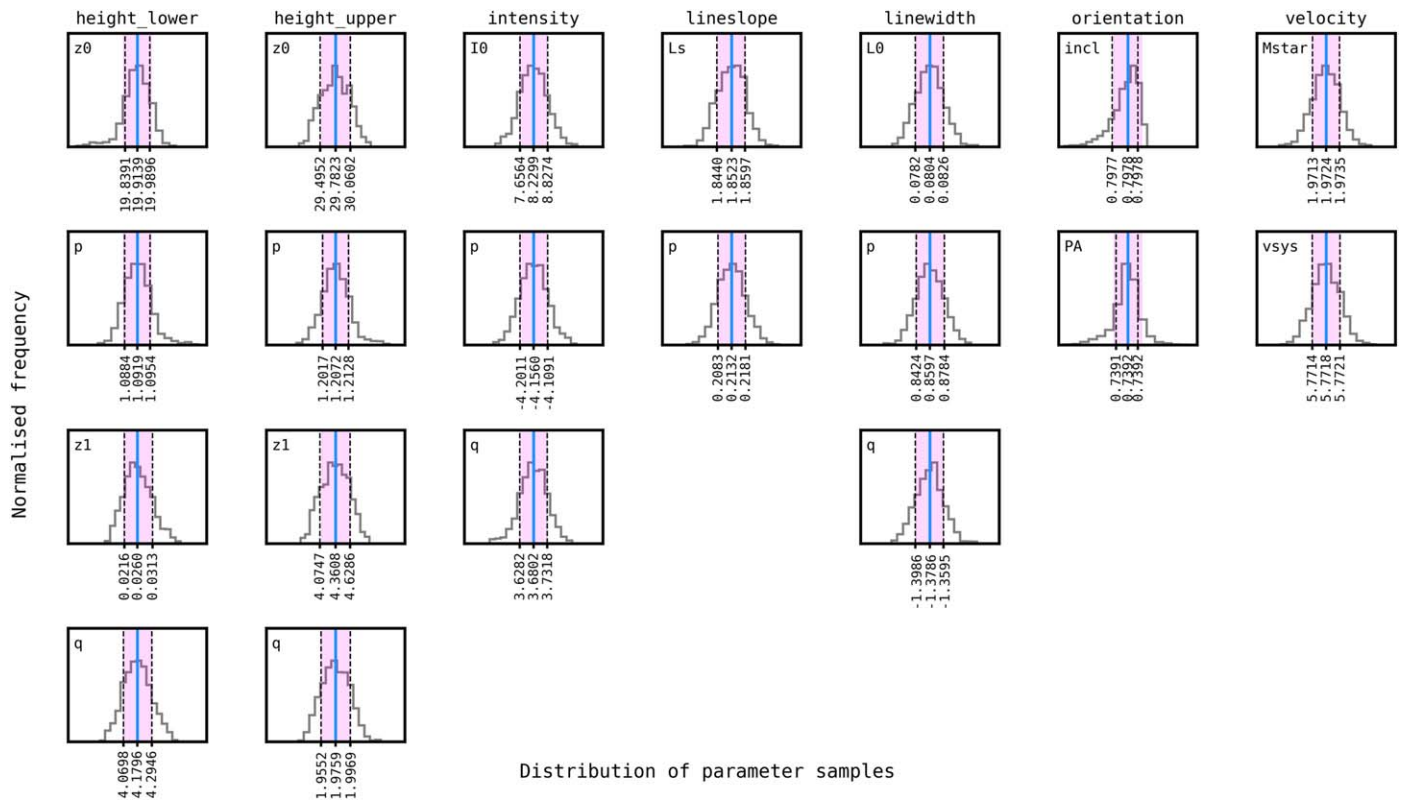 height_lower height_upper intensity lineslope linewidth orientation velocity
z0 z0 I0 Ls L0 incl Mstar
19.8391 19.9139 19.9896 29.4952 29.7823 30.0602 7.6564 8.2299 8.8274 1.8440 1.8523 1.8597 0.0782 0.0804 0.0826 0.7977 0.7978 0.7978 1.9713 1.9724 1.9735
p p p p p PA vsys
1.0884 1.0919 1.0954 1.2017 1.2072 1.2128 -4.2011 -4.1560 -4.1091 0.2083 0.2132 0.2181 0.8424 0.8597 0.8784 0.7391 0.7392 0.7392 5.7714 5.7718 5.7721
Normalised frequency
z1 z1 q q
0.0216 0.0260 0.0313 4.0747 4.3608 4.6286 3.6282 3.6802 3.7318 -1.3986 -1.3786 -1.3595
q q
4.0698 4.1796 4.2946 1.9552 1.9759 1.9969
Distribution of parameter samples